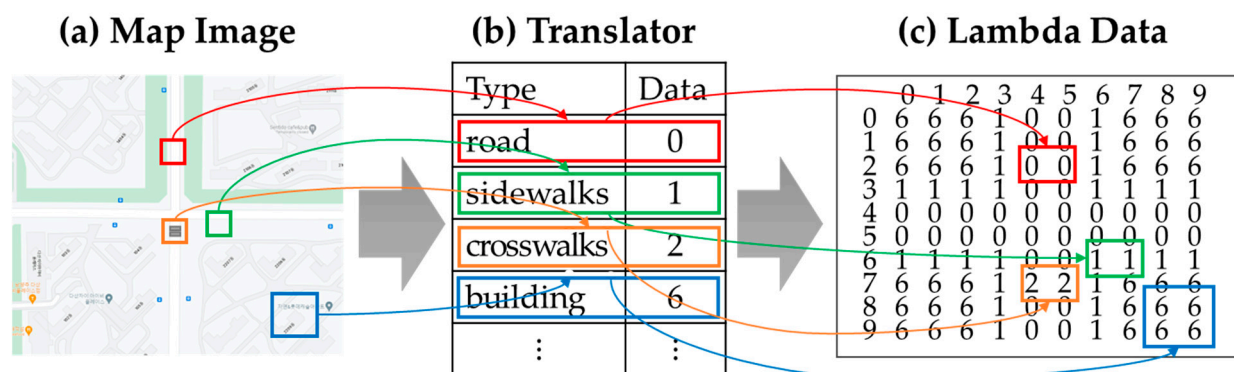 (a) Map Image
(b) Translator
(c) Lambda Data
Type Data
road 0
sidewalks 1
crosswalks 2
building 6
⋮ ⋮
0 1 2 3 4 5 6 7 8 9
0 6 6 6 1 0 0 1 6 6 6
1 6 6 6 1 0 0 1 6 6 6
2 6 6 6 1 0 0 1 6 6 6
3 1 1 1 1 0 0 1 1 1 1
4 0 0 0 0 0 0 0 0 0 0
5 0 0 0 0 0 0 0 0 0 0
6 1 1 1 1 0 0 1 1 1 1
7 6 6 6 1 2 2 1 6 6 6
8 6 6 6 1 0 0 1 6 6 6
9 6 6 6 1 0 0 1 6 6 6